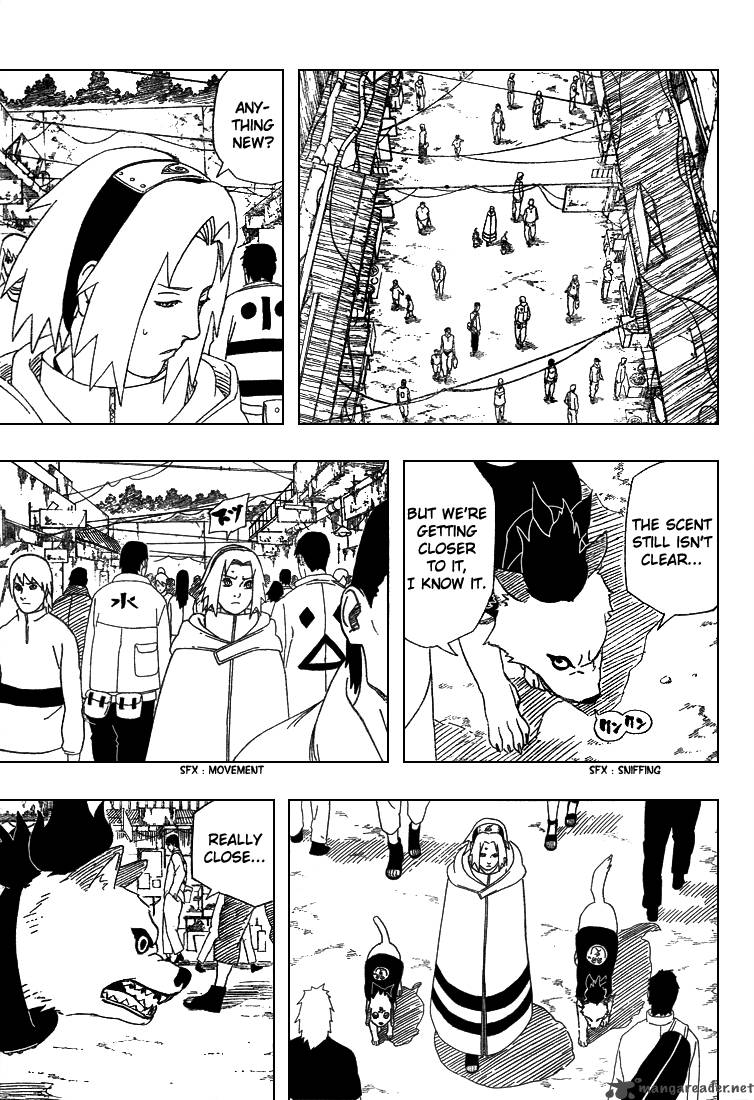 ANY-
THING
NEW?
THE SCENT
STILL ISN'T
CLEAR...
BUT WE'RE
GETTING
CLOSER
TO IT,
I KNOW IT.
SFX : SNIFFING
水
SFX : MOVEMENT
REALLY
CLOSE...
mangareader.net